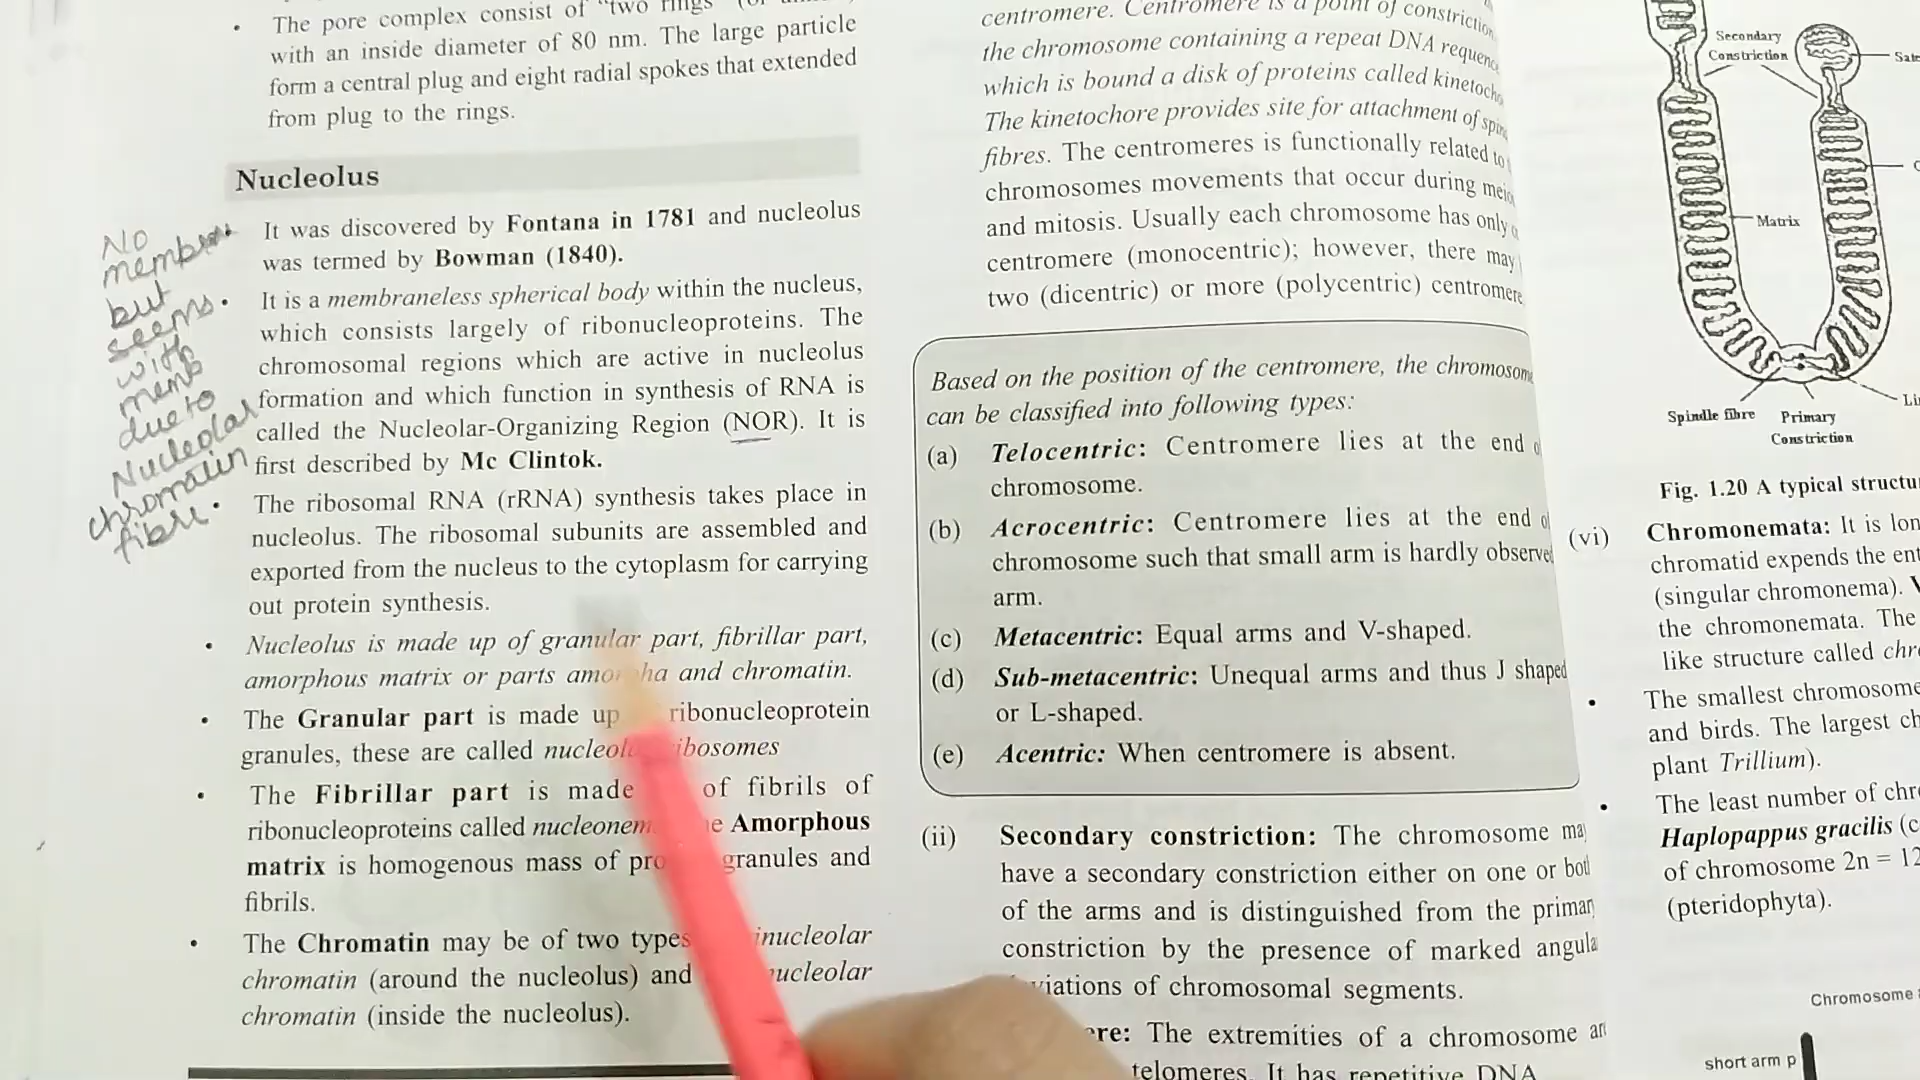 The pore complex consist of "two rings" (or
with an inside diameter of 80 nm. The large particle
form a central plug and eight radial spokes that extended
from plug to the rings.
Nucleolus
It was discovered by Fontana in 1781 and nucleolus
was termed by Bowman (1840).
It is a membraneless spherical body within the nucleus,
which consists largely of ribonucleoproteins. The
chromosomal regions which are active in nucleolus
formation and which function in synthesis of RNA is
called the Nucleolar-Organizing Region (NOR). It is
first described by Mc Clintok.
The ribosomal RNA (rRNA) synthesis takes place in
nucleolus. The ribosomal subunits are assembled and
exported from the nucleus to the cytoplasm for carrying
out protein synthesis.
Nucleolus is made up of granular part, fibrillar part,
amorphous matrix or parts amorpha and chromatin.
The Granular part is made up ribonucleoprotein
granules, these are called ribosomes
The Fibrillar part is made of fibrils of
ribonucleoproteins called Amorphous
matrix is homogenous mass of granules and
fibrils.
The Chromatin may be of two types
chromatin (around the nucleolus) and
chromatin (inside the nucleolus).
No
but
seems
with
memb
due to
Nucleolar
chromatin
fibre
centromere. Centromere is a point of
the chromosome containing a repeat DNA
which is bound a disk of proteins called
The kinetochore provides site for attachment of
fibres. The centromeres is functionally related to
chromosomes movements that occur during
and mitosis. Usually each chromosome has only
centromere (monocentric); however, there may
two (dicentric) or more (polycentric) centromere
Based on the position of the centromere, the chromosome
can be classified into following types:
(a) Telocentric: Centromere lies at the end
chromosome.
(b) Acrocentric: Centromere lies at the end
chromosome such that small arm is hardly
arm.
(c) Metacentric: Equal arms and V-shaped.
(d) Sub-metacentric: Unequal arms and thus J shaped
or L-shaped.
(e) Acentric: When centromere is absent.
(ii) Secondary constriction: The chromosome
have a secondary constriction either on one or
of the arms and is distinguished from the
constriction by the presence of marked
of chromosomal segments.
The extremities of a chromosome
telomeres. It has repetitive DNA
Secondary
Constriction
Matrix
Spindle fibre
Primary
Constriction
Fig. 1.20 A typical
(vi) Chromonemata: It is
chromatid expends the
(singular chromonema).
the chromonemata. The
like structure called
The smallest chromosome
and birds. The largest
plant Trillium).
The least number of
Haplopappus gracilis
of chromosome 2n = 12
(pteridophyta).
Chromosome
short arm p